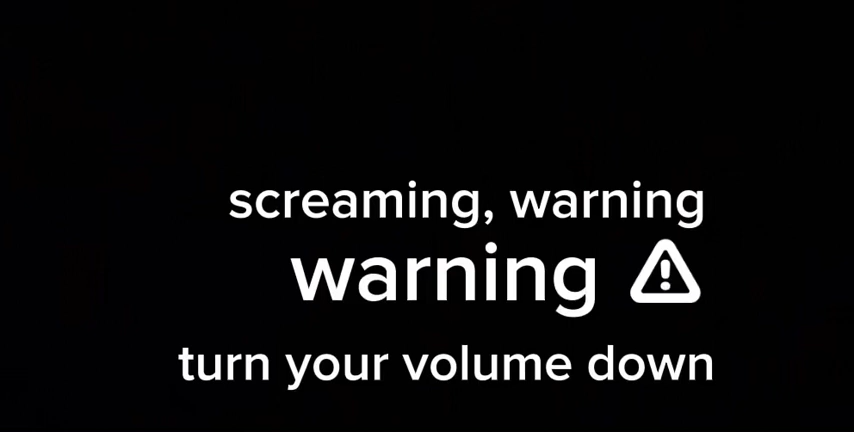 screaming, warning
warning ⚠
turn your volume down